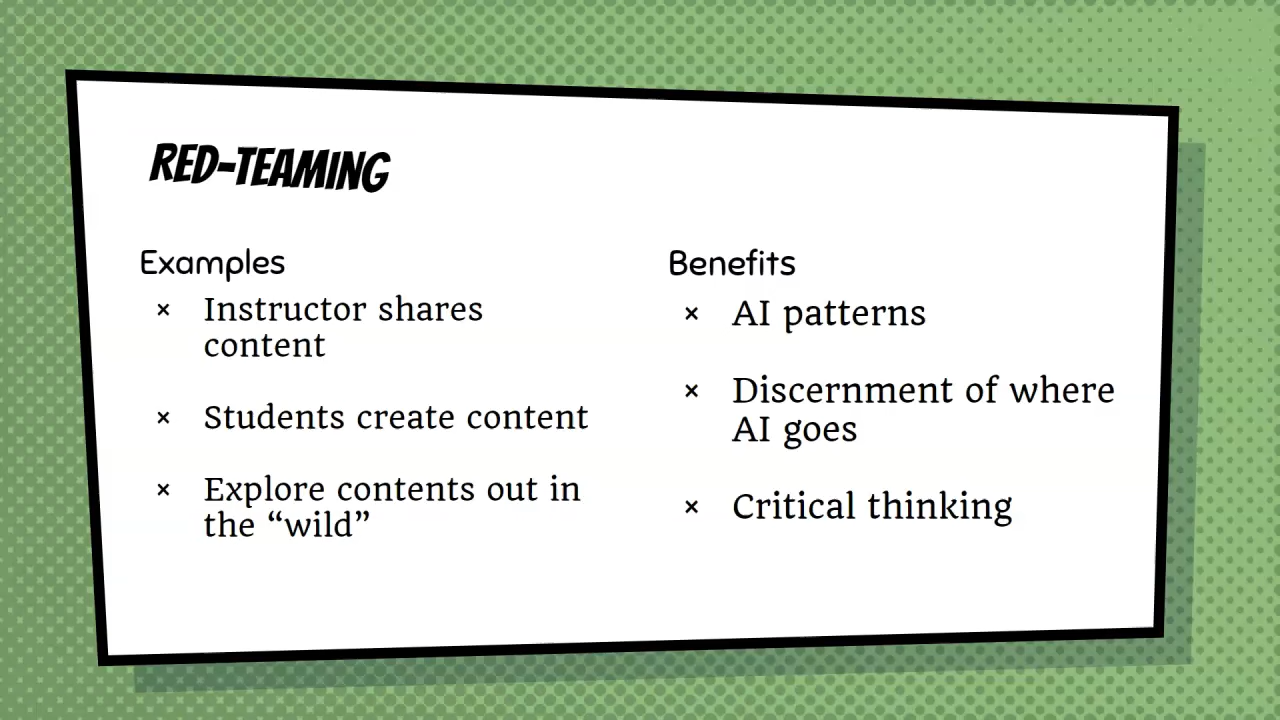 RED-TEAMING
Examples
× Instructor shares
content
× Students create content
× Explore contents out in
the “wild”
Benefits
× AI patterns
× Discernment of where
AI goes
× Critical thinking